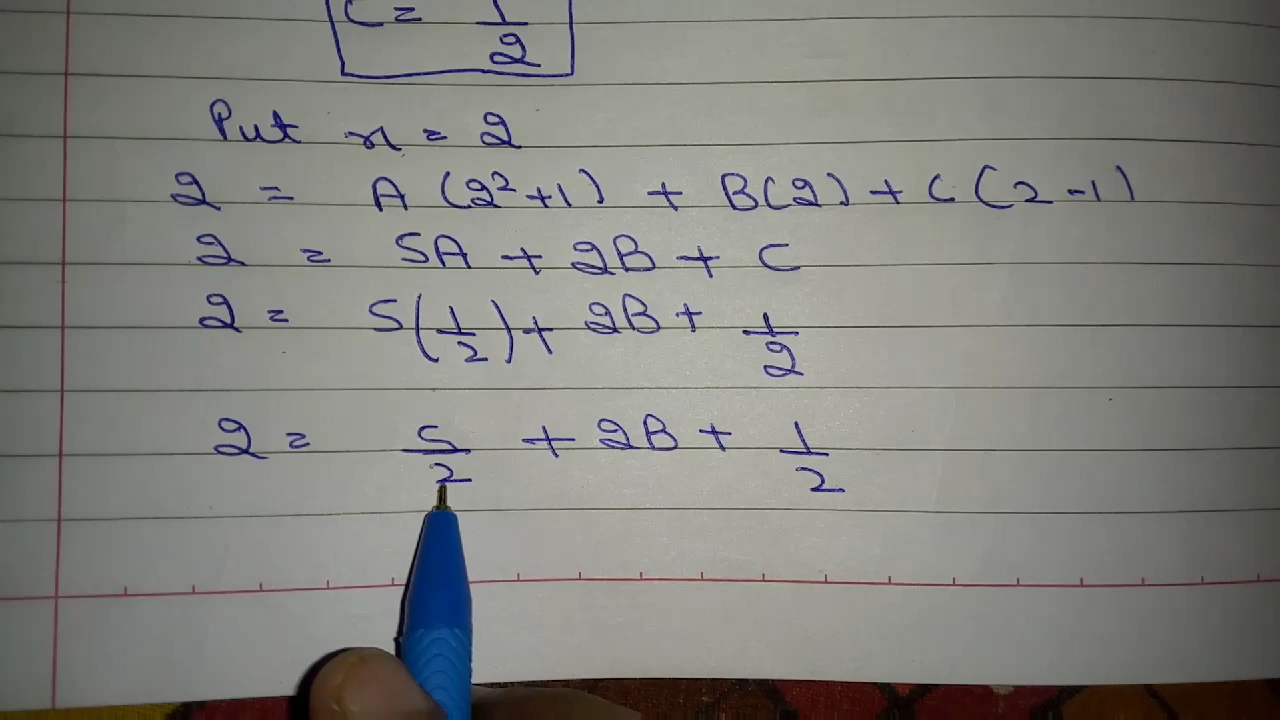 C = 1/2
Put x = 2
2 = A (2² + 1) + B(2) + C (2 - 1)
2 = 5A + 2B + C
2 = 5(1/2) + 2B + 1/2
2 = 5/2 + 2B + 1/2